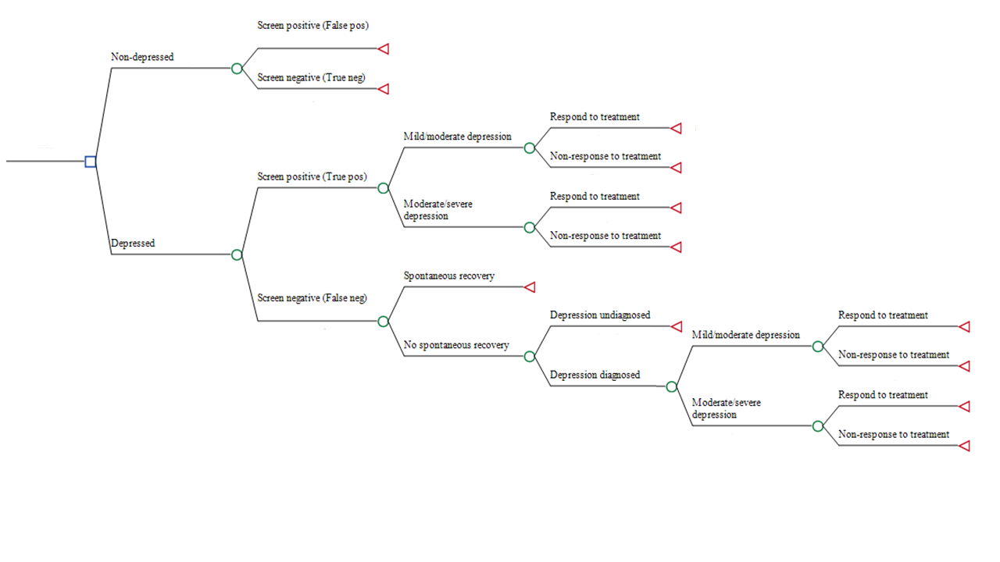 Screen positive (False pos)
Non-depressed
Screen negative (True neg)
Respond to treatment
Mild/moderate depression
Non-response to treatment
Screen positive (True pos)
Respond to treatment
Moderate/severe
depression
Non-response to treatment
Depressed
Spontaneous recovery
Screen negative (False neg)
Depression undiagnosed
Respond to treatment
Mild/moderate depression
No spontaneous recovery
Non-response to treatment
Depression diagnosed
Respond to treatment
Moderate/severe
depression
Non-response to treatment